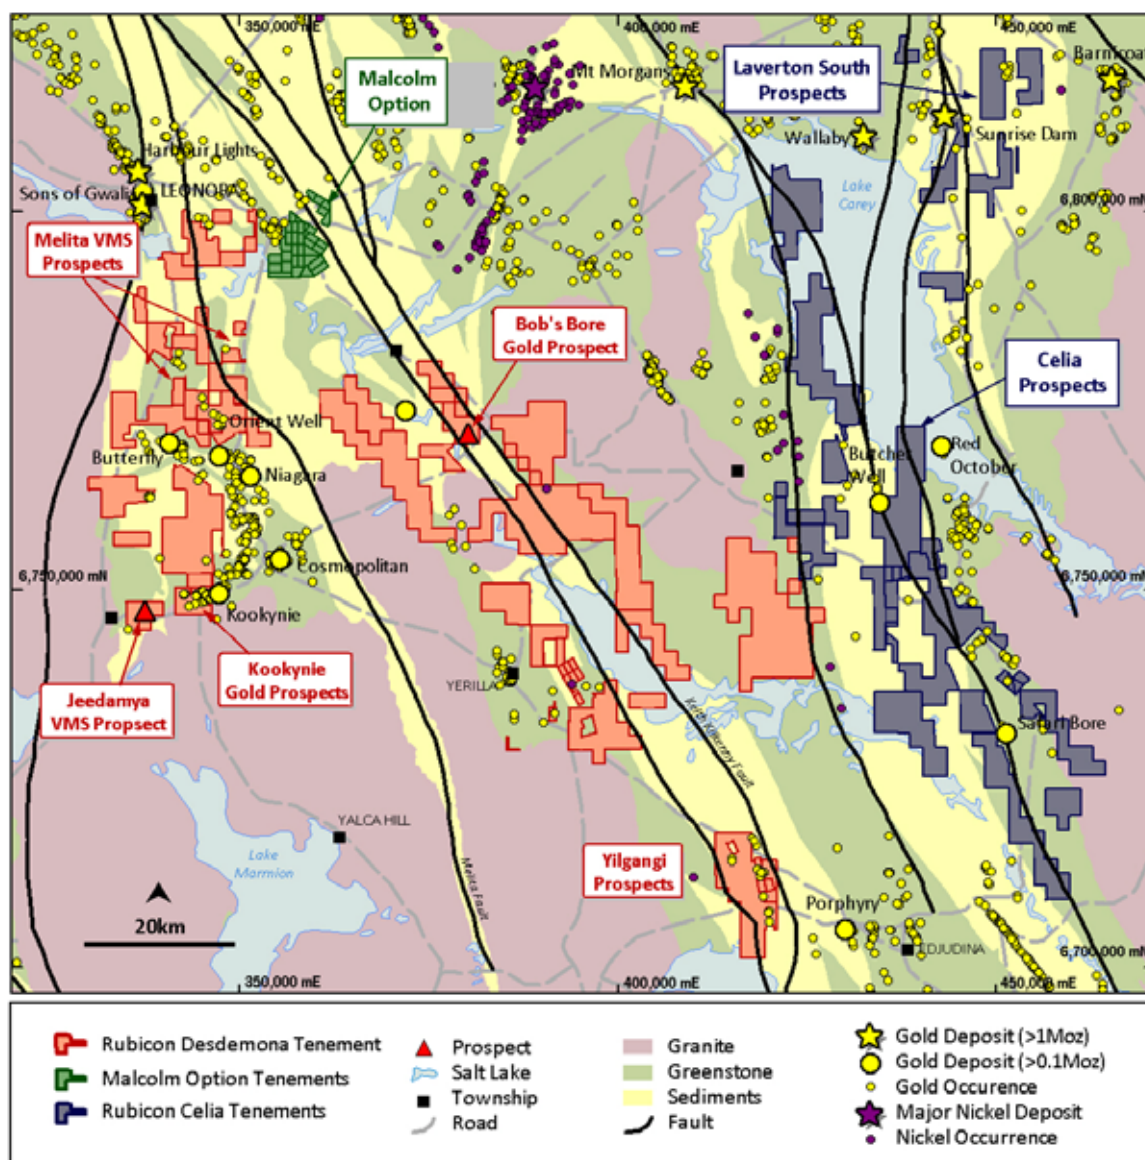 350,000 mE
400,000 mE
450,000 mE
Malcolm
Option
Mt Morgans
Laverton South
Prospects
Barnicoat
Wallaby
Sunrise Dam
Harbour Lights
Sons of Gwalia
LEONORA
Lake
Carey
6,800,000 mN
Melita VMS
Prospects
Bob's Bore
Gold Prospect
Celia
Prospects
Orient Well
Butterfly
Niagara
Butcher
Well
Red
October
Cosmopolitan
6,750,000 mN
6,750,000 mN
Kookynie
Kookynie
Gold Prospects
Jeedamya
VMS Propsect
YERILLA
Keith Kilkenny Fault
Safari Bore
YALCA HILL
Lake
Marmion
Melita Fault
Yilgangi
Prospects
Porphyry
EDJUDINA
20km
6,700,000 mN
350,000 mE
400,000 mE
450,000 mE
Rubicon Desdemona Tenement
Malcolm Option Tenements
Rubicon Celia Tenements
Prospect
Salt Lake
Township
Road
Granite
Greenstone
Sediments
Fault
Gold Deposit (>1Moz)
Gold Deposit (>0.1Moz)
Gold Occurence
Major Nickel Deposit
Nickel Occurrence